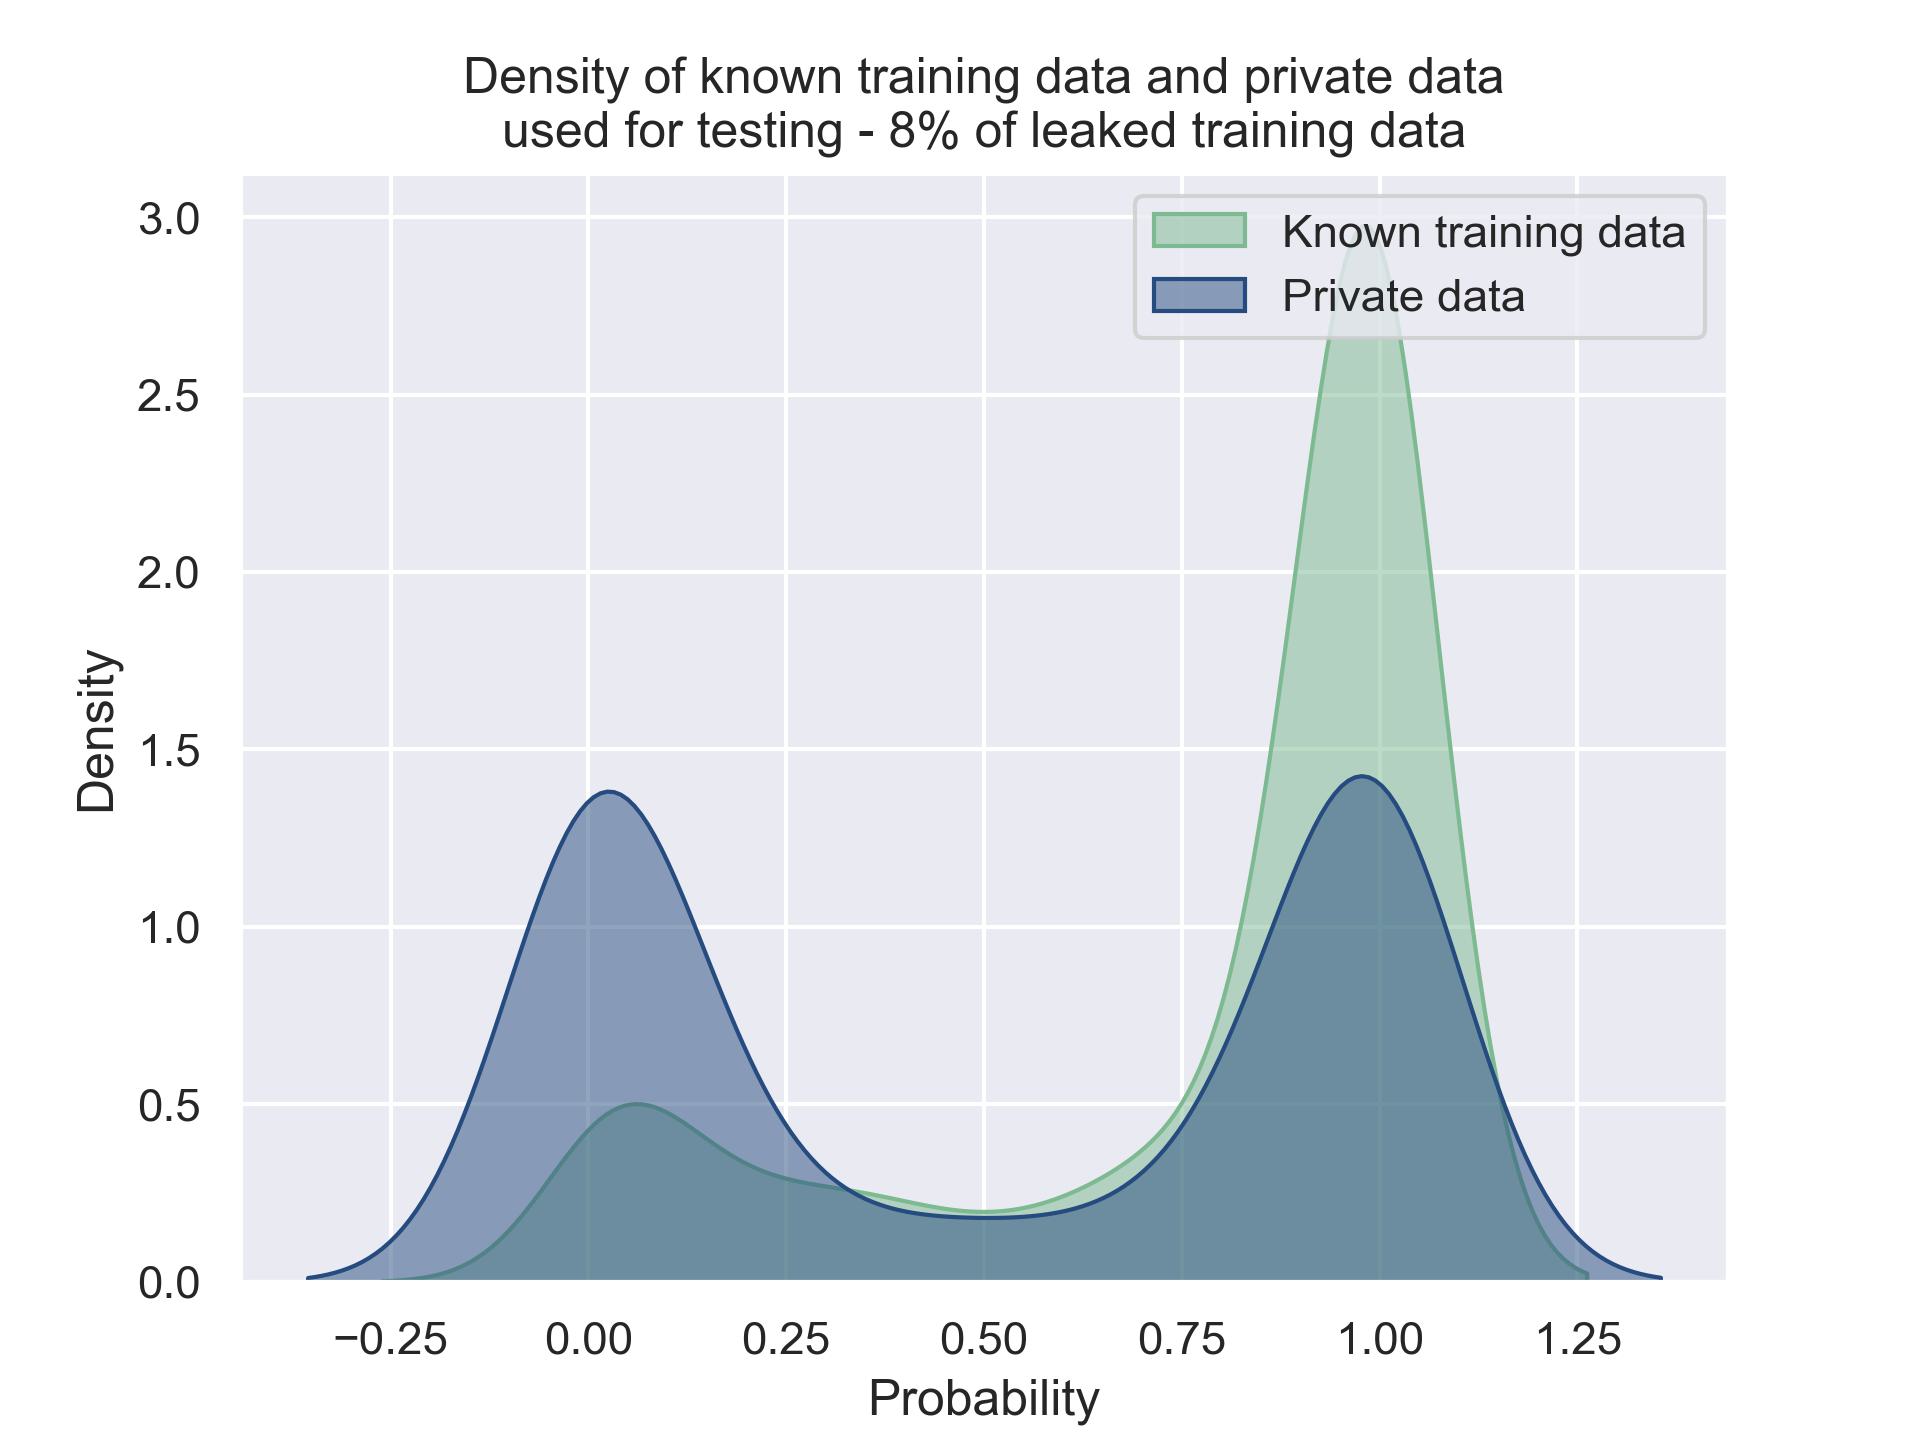 Density of known training data and private data
used for testing - 8% of leaked training data
3.0
2.5
2.0
1.5
1.0
0.5
0.0
Density
Known training data
Private data
−0.25
0.00
0.25
0.50
0.75
1.00
1.25
Probability